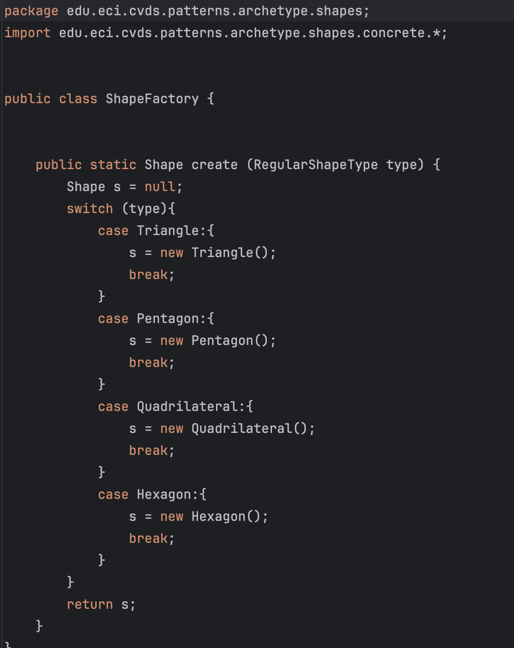 package edu.eci.cvds.patterns.archetype.shapes;
import edu.eci.cvds.patterns.archetype.shapes.concrete.*;
public class ShapeFactory {
public static Shape create (RegularShapeType type) {
Shape s = null;
switch (type){
case Triangle:{
s = new Triangle();
break;
}
case Pentagon:{
s = new Pentagon();
break;
}
case Quadrilateral:{
s = new Quadrilateral();
break;
}
case Hexagon:{
s = new Hexagon();
break;
}
}
return s;
}
}